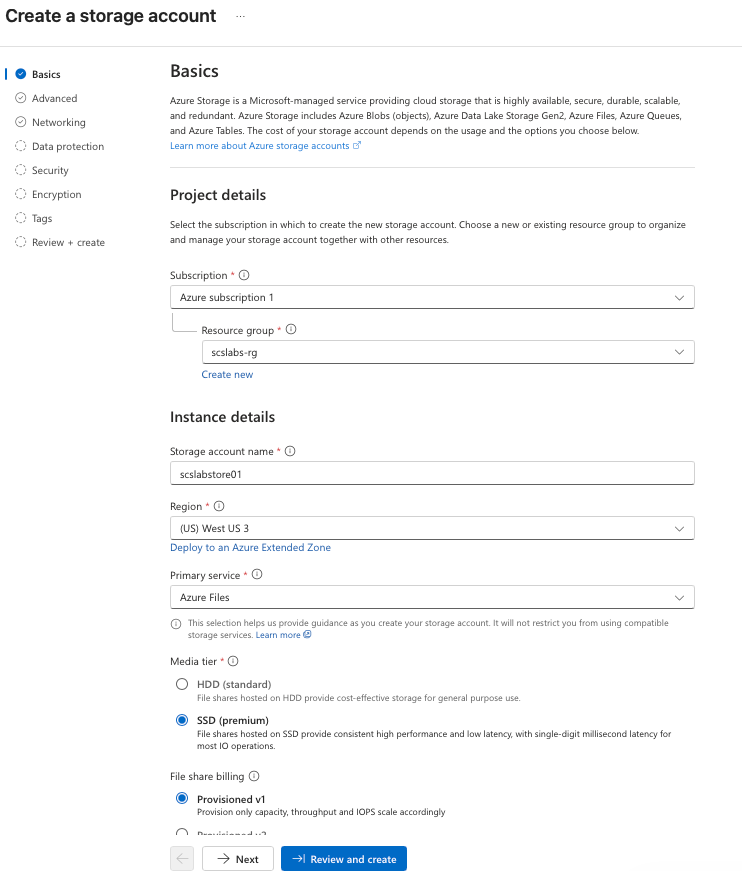 Create a storage account ...
Basics
Advanced
Networking
Data protection
Security
Encryption
Tags
Review + create
Basics
Azure Storage is a Microsoft-managed service providing cloud storage that is highly available, secure, durable, scalable,
and redundant. Azure Storage includes Azure Blobs (objects), Azure Data Lake Storage Gen2, Azure Files, Azure Queues,
and Azure Tables. The cost of your storage account depends on the usage and the options you choose below.
Learn more about Azure storage accounts
Project details
Select the subscription in which to create the new storage account. Choose a new or existing resource group to organize
and manage your storage account together with other resources.
Subscription *
Azure subscription 1
Resource group *
scslabs-rg
Create new
Instance details
Storage account name *
scslabstore01
Region *
(US) West US 3
Deploy to an Azure Extended Zone
Primary service *
Azure Files
This selection helps us provide guidance as you create your storage account. It will not restrict you from using compatible
storage services. Learn more
Media tier *
HDD (standard)
File shares hosted on HDD provide cost-effective storage for general purpose use.
SSD (premium)
File shares hosted on SSD provide consistent high performance and low latency, with single-digit millisecond latency for
most IO operations.
File share billing
Provisioned v1
Provision only capacity, throughput and IOPS scale accordingly
Provisioned v2
Next
Review and create